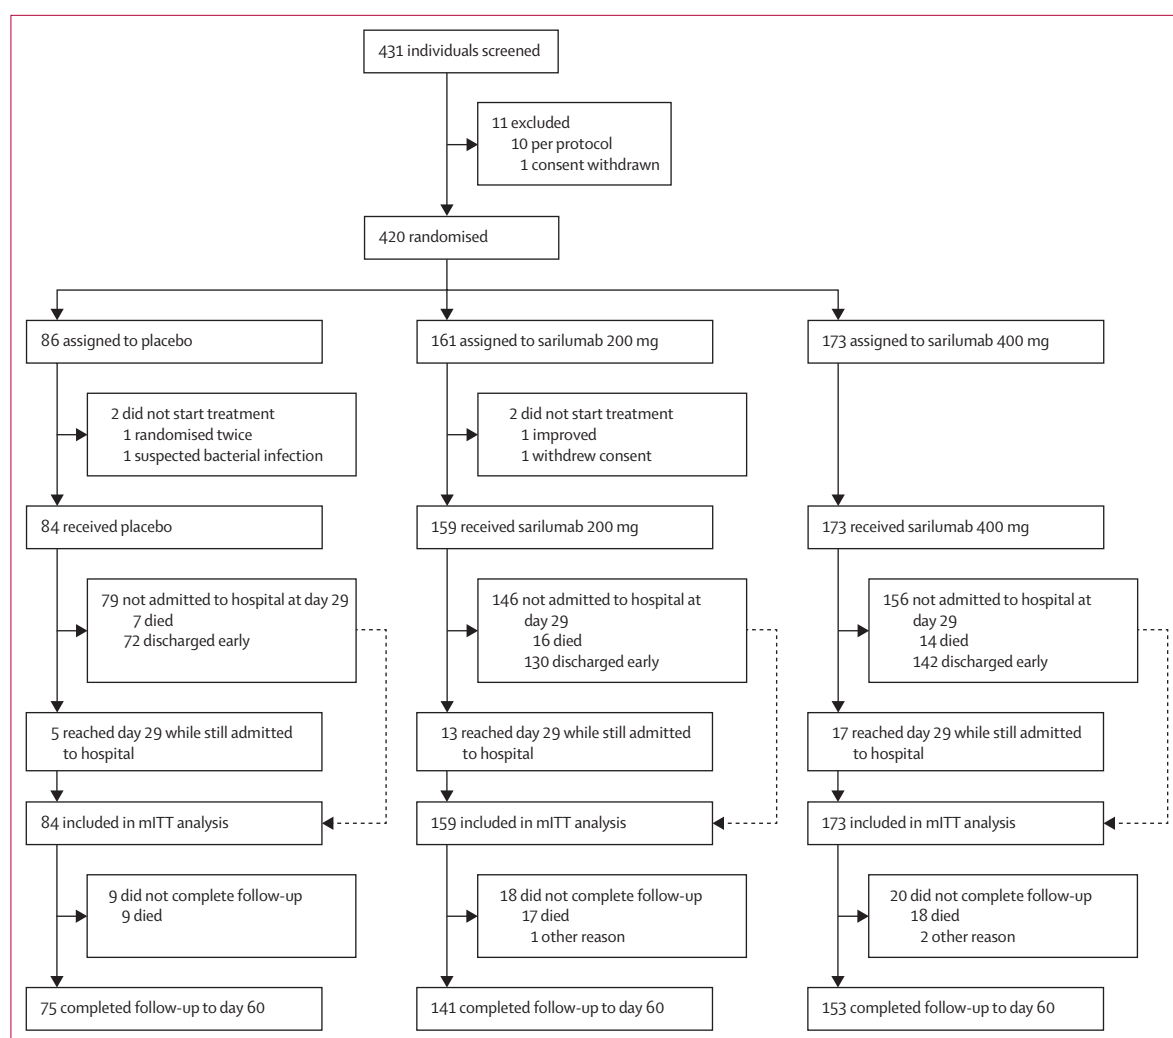 431 individuals screened
11 excluded
10 per protocol
1 consent withdrawn
420 randomised
86 assigned to placebo
161 assigned to sarilumab 200 mg
173 assigned to sarilumab 400 mg
2 did not start treatment
1 randomised twice
1 suspected bacterial infection
2 did not start treatment
1 improved
1 withdrew consent
84 received placebo
159 received sarilumab 200 mg
173 received sarilumab 400 mg
79 not admitted to hospital at day 29
7 died
72 discharged early
146 not admitted to hospital at
day 29
16 died
130 discharged early
156 not admitted to hospital at
day 29
14 died
142 discharged early
5 reached day 29 while still admitted
to hospital
13 reached day 29 while still admitted
to hospital
17 reached day 29 while still admitted
to hospital
84 included in mITT analysis
159 included in mITT analysis
173 included in mITT analysis
9 did not complete follow-up
9 died
18 did not complete follow-up
17 died
1 other reason
20 did not complete follow-up
18 died
2 other reason
75 completed follow-up to day 60
141 completed follow-up to day 60
153 completed follow-up to day 60